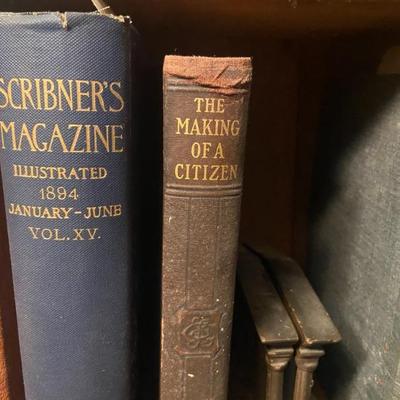 SCRIBNER'S
MAGAZINE
ILLUSTRATED
1894
JANUARY-JUNE
VOL. XV.
THE
MAKING
OF A
CITIZEN